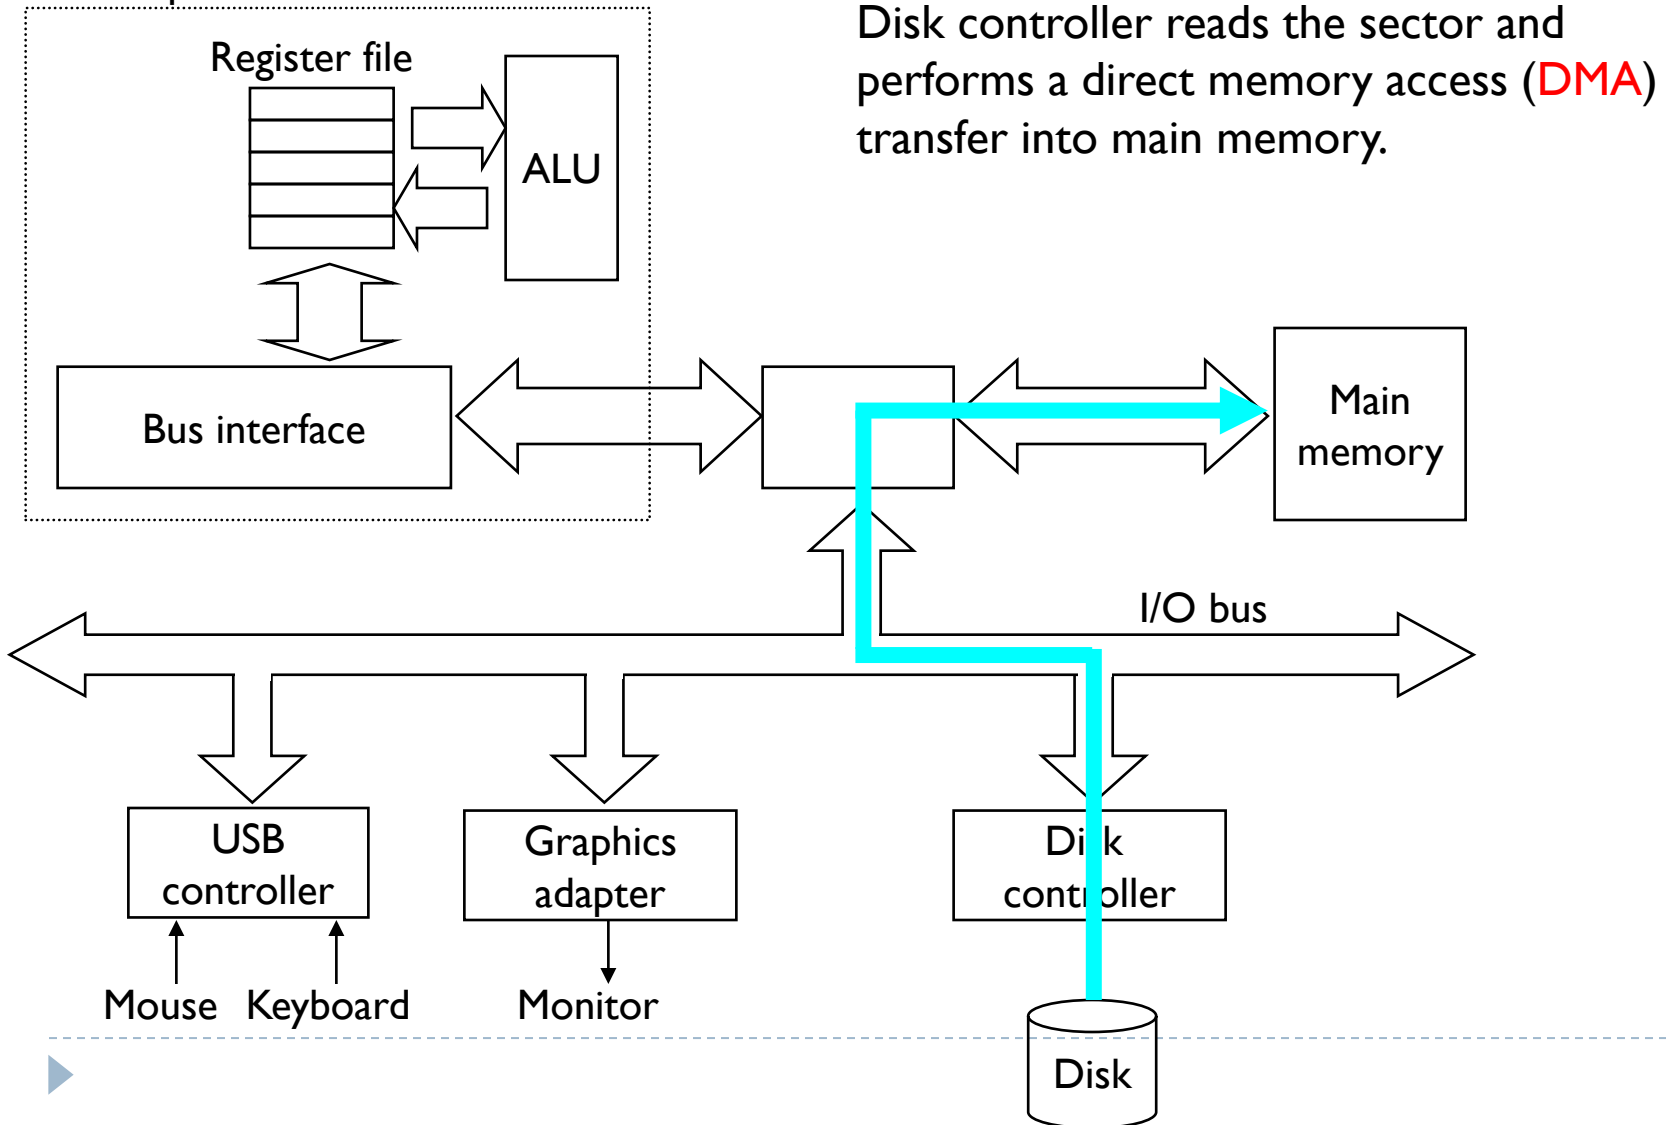 Disk controller reads the sector and
performs a direct memory access (DMA)
transfer into main memory.
Register file
ALU
Bus interface
Main
memory
I/O bus
USB
controller
Graphics
adapter
Disk
controller
Mouse
Keyboard
Monitor
Disk